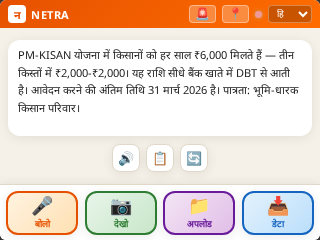 न NETRA हि
PM-KISAN योजना में किसानों को हर साल ₹6,000 मिलते हैं — तीन
किस्तों में ₹2,000-₹2,000। यह राशि सीधे बैंक खाते में DBT से आती
है। आवेदन करने की अंतिम तिथि 31 मार्च 2026 है। पात्रता: भूमि-धारक
किसान परिवार।
बोलो देखो अपलोड डेटा